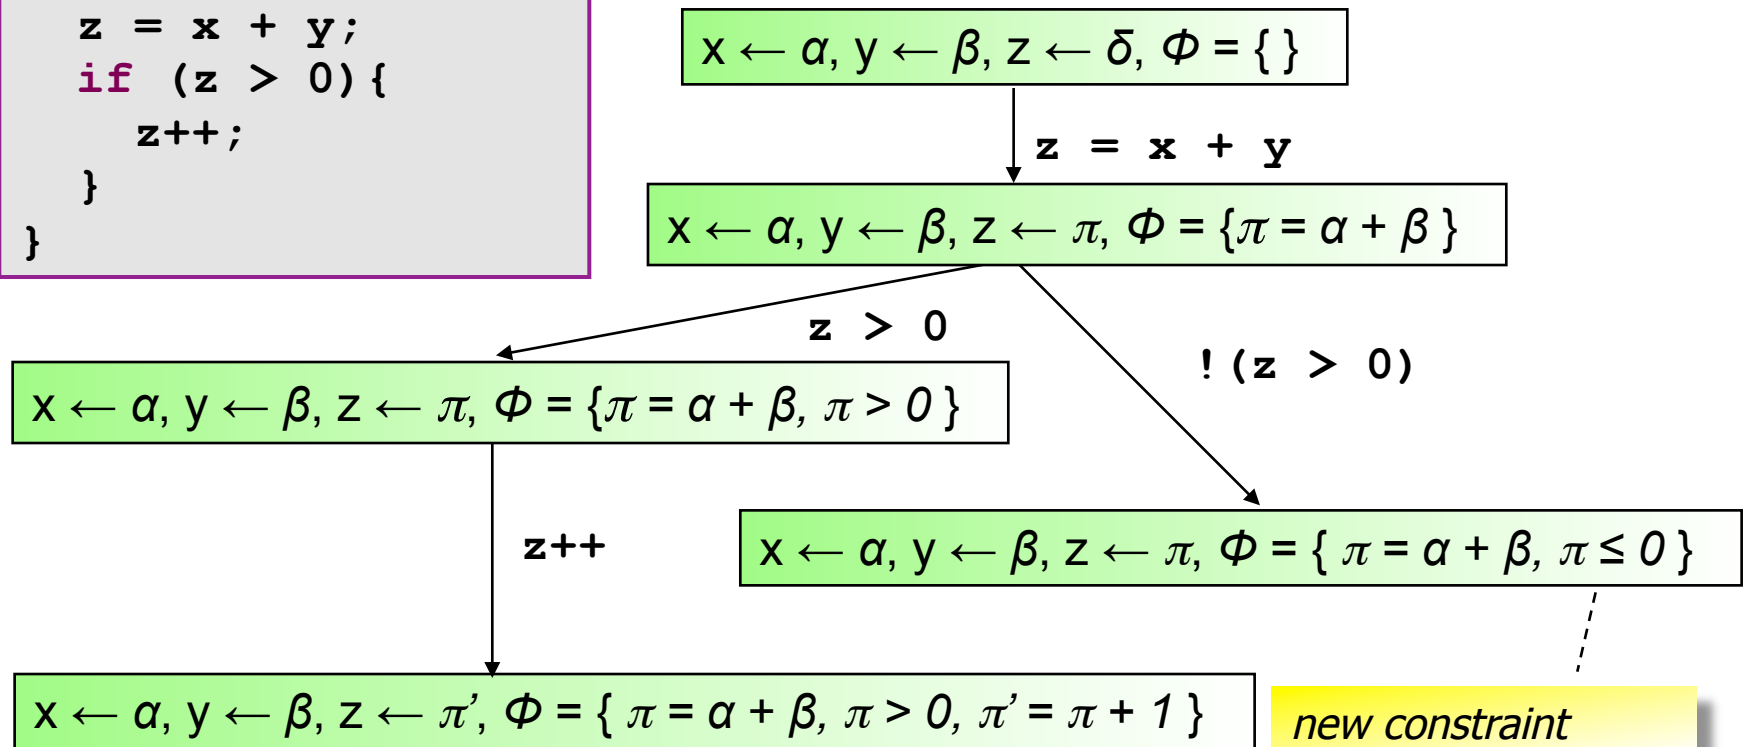 z = x + y;
if (z > 0){
z++;
}
}
x ← α, y ← β, z ← δ, Φ = { }
z = x + y
x ← α, y ← β, z ← π, Φ = {π = α + β }
z > 0
!(z > 0)
x ← α, y ← β, z ← π, Φ = {π = α + β, π > 0 }
z++
x ← α, y ← β, z ← π, Φ = { π = α + β, π ≤ 0 }
x ← α, y ← β, z ← π’, Φ = { π = α + β, π > 0, π’ = π + 1 }
new constraint